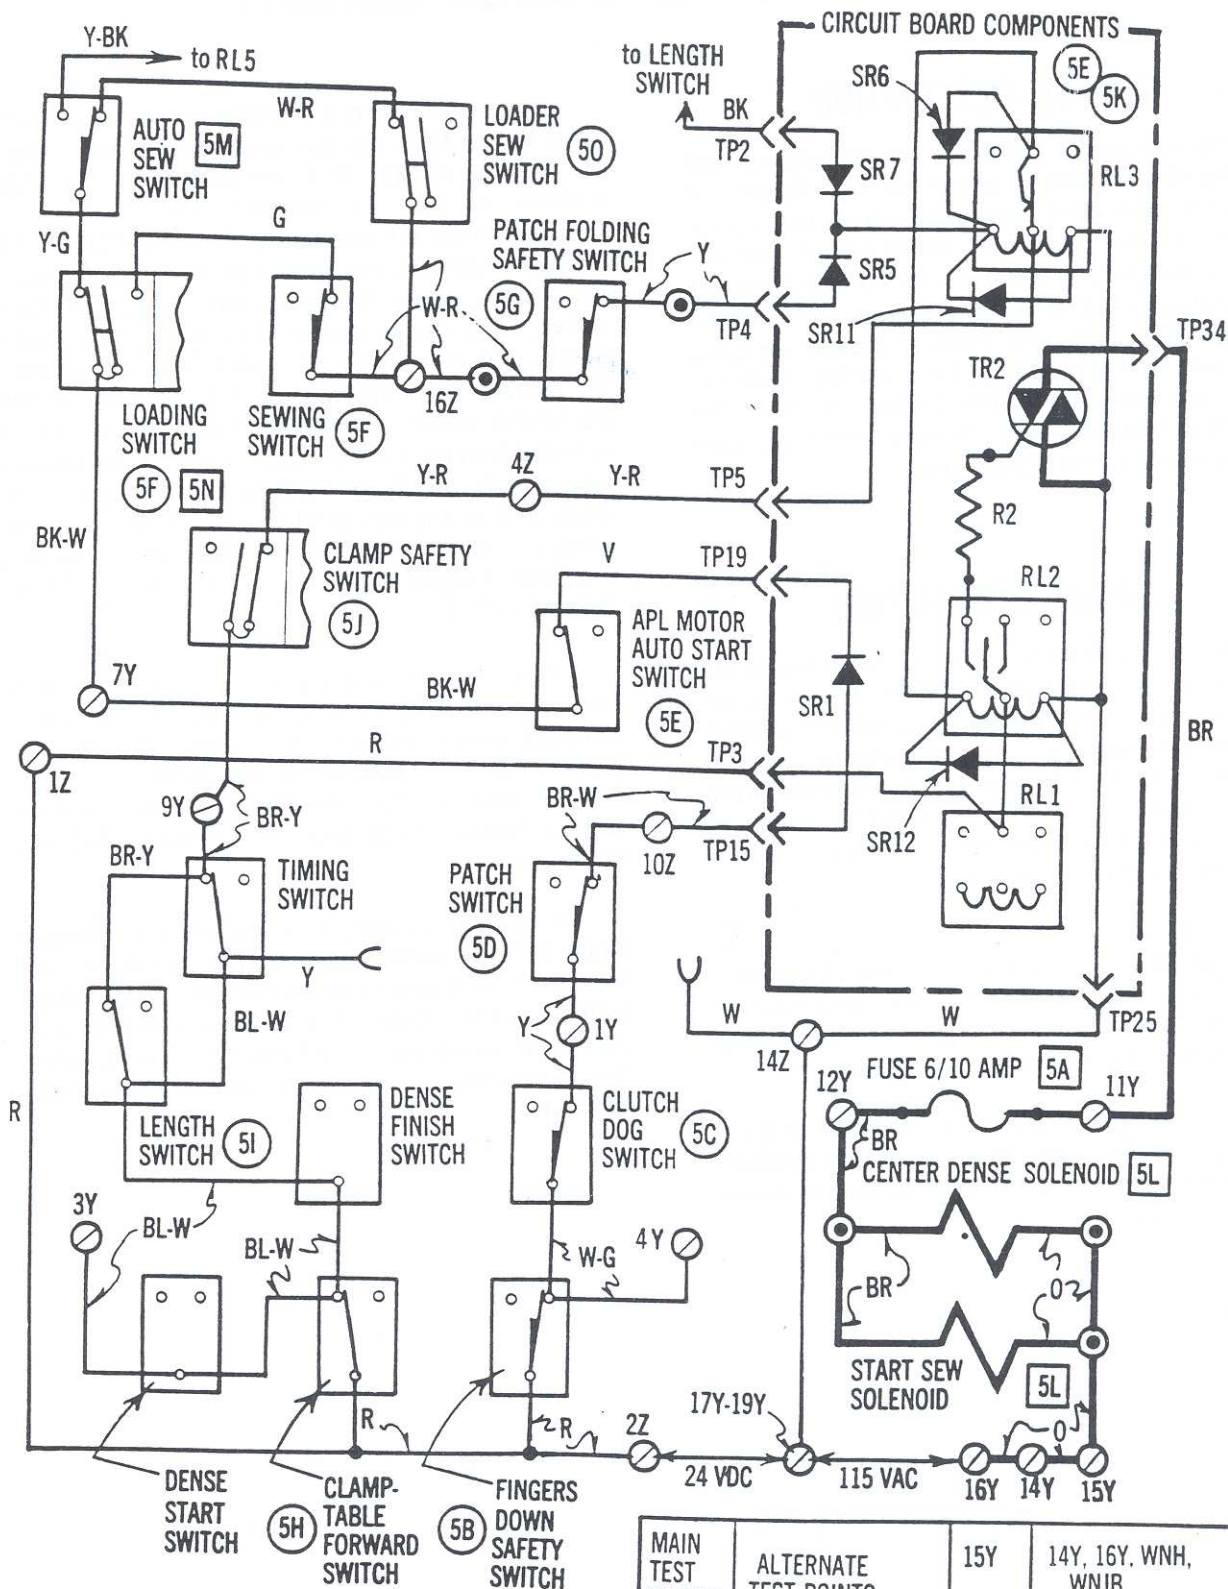 CIRCUIT BOARD COMPONENTS
Y-BK
to RL5
to LENGTH
SWITCH
SR6
5E
5K
W-R
BK
TP2
AUTO
SEW
SWITCH
5M
LOADER
SEW
SWITCH
5O
SR7
RL3
Y-G
G
PATCH FOLDING
SAFETY SWITCH
5G
Y
SR5
TP4
SR11
W-R
TP34
TR2
16Z
LOADING
SWITCH
5F
5N
SEWING
SWITCH
5F
Y-R
4Z
Y-R
TP5
R2
BK-W
CLAMP SAFETY
SWITCH
5J
V
TP19
RL2
APL MOTOR
AUTO START
SWITCH
5E
7Y
BK-W
SR1
BR
R
TP3
1Z
9Y
BR-Y
BR-W
RL1
SR12
10Z
TP15
BR-Y
TIMING
SWITCH
PATCH
SWITCH
5D
Y
BL-W
Y
1Y
W
W
TP25
14Z
R
LENGTH
SWITCH
5I
DENSE
FINISH
SWITCH
CLUTCH
DOG
SWITCH
5C
12Y
FUSE 6/10 AMP
5A
11Y
BR
CENTER DENSE SOLENOID
5L
3Y
BL-W
BL-W
W-G
4Y
BR
O
START SEW
SOLENOID
5L
R
R
2Z
17Y-19Y
24 VDC
115 VAC
O
16Y
14Y
15Y
DENSE
START
SWITCH
5H
CLAMP-
TABLE
FORWARD
SWITCH
5B
FINGERS
DOWN
SAFETY
SWITCH
MAIN
TEST
ALTERNATE
TEST POINTS
15Y
14Y, 16Y, WNH,
WNJB